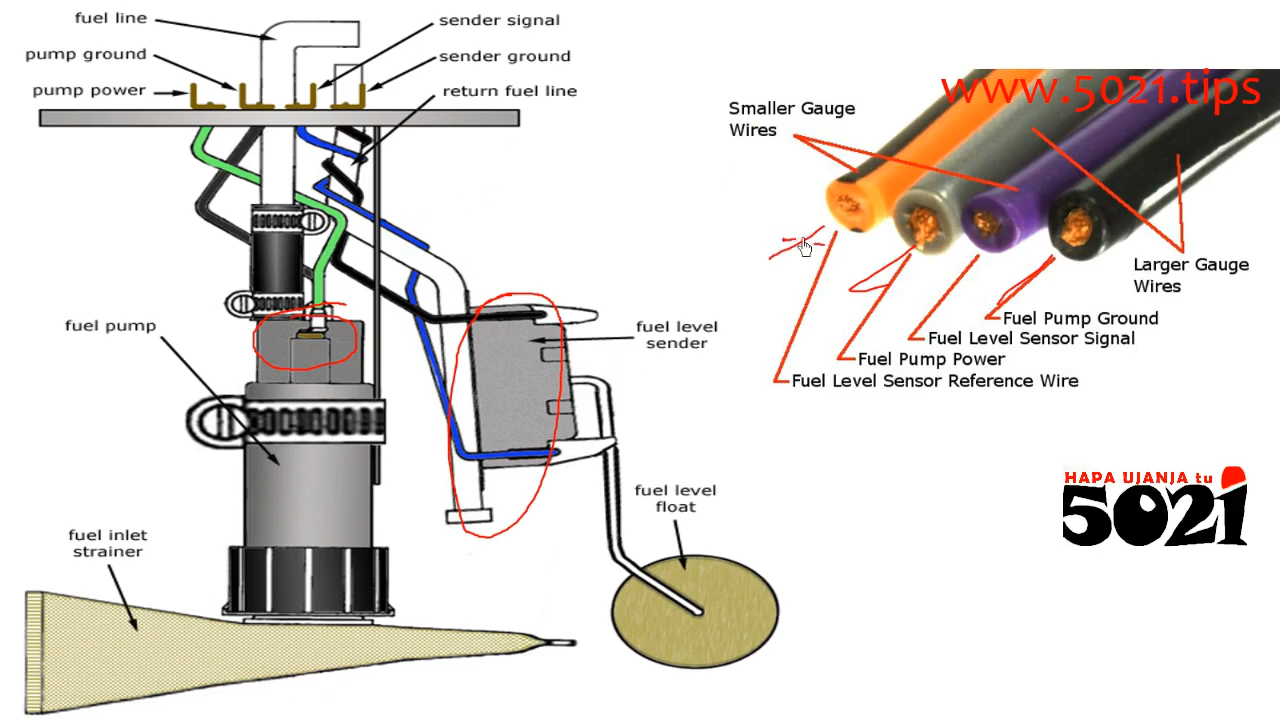 fuel line
pump ground
pump power
sender signal
sender ground
return fuel line
fuel pump
fuel level
sender
fuel level
float
fuel inlet
strainer
www.5021.tips
Smaller Gauge
Wires
Larger Gauge
Wires
Fuel Pump Ground
Fuel Level Sensor Signal
Fuel Pump Power
Fuel Level Sensor Reference Wire
HAPA UJANJA tu
5021